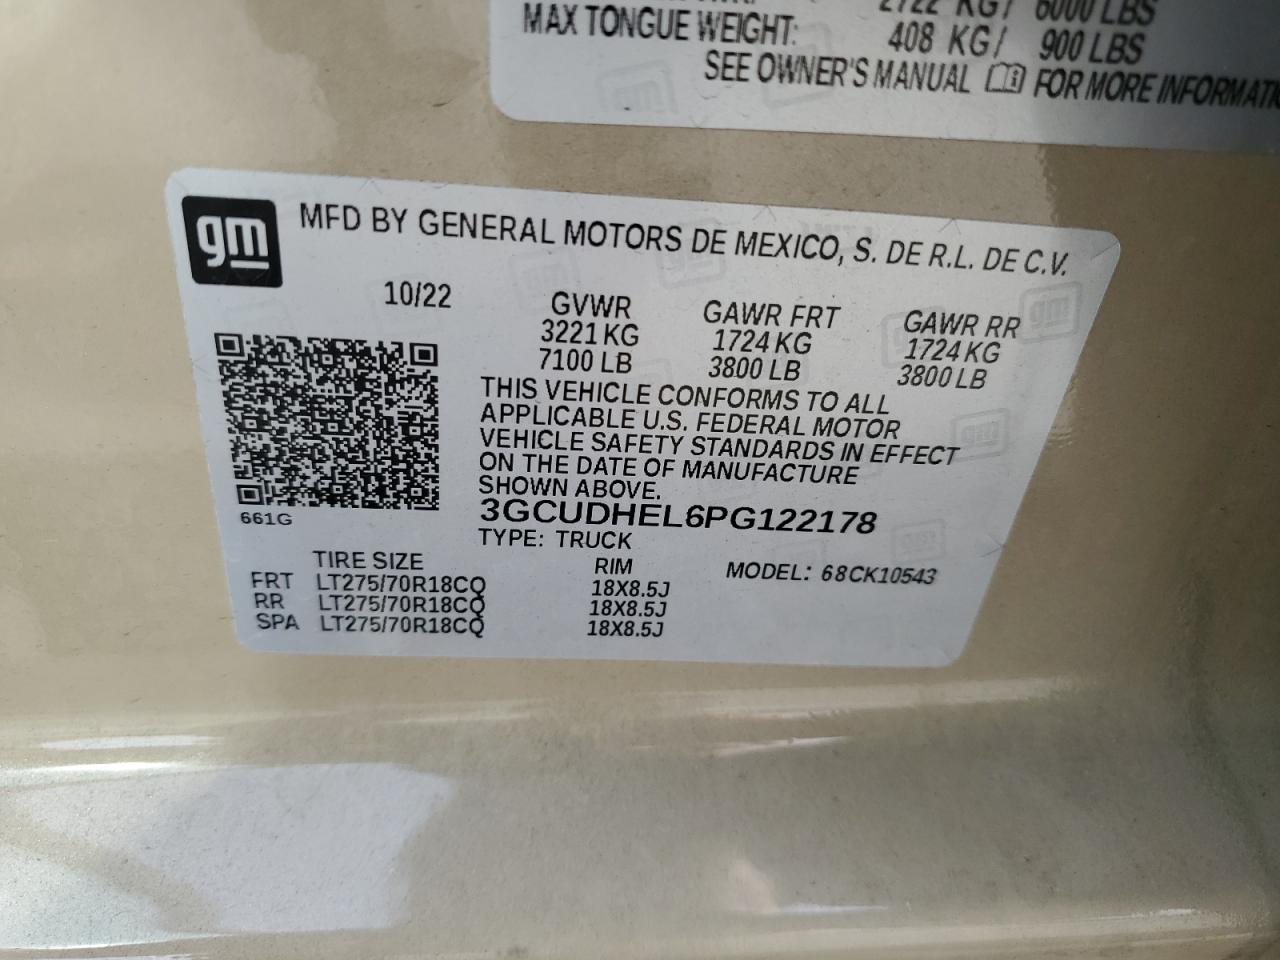 2722 KG/ 6000 LBS
MAX TONGUE WEIGHT: 408 KG/ 900 LBS
SEE OWNER'S MANUAL FOR MORE INFORMATI
gm
MFD BY GENERAL MOTORS DE MEXICO, S. DE R.L. DE C.V.
10/22
GVWR GAWR FRT GAWR RR
3221 KG 1724 KG 1724 KG
7100 LB 3800 LB 3800 LB
THIS VEHICLE CONFORMS TO ALL
APPLICABLE U.S. FEDERAL MOTOR
VEHICLE SAFETY STANDARDS IN EFFECT
ON THE DATE OF MANUFACTURE
SHOWN ABOVE.
661G
3GCUDHEL6PG122178
TYPE: TRUCK
TIRE SIZE RIM MODEL: 68CK10543
FRT LT275/70R18CQ 18X8.5J
RR LT275/70R18CQ 18X8.5J
SPA LT275/70R18CQ 18X8.5J